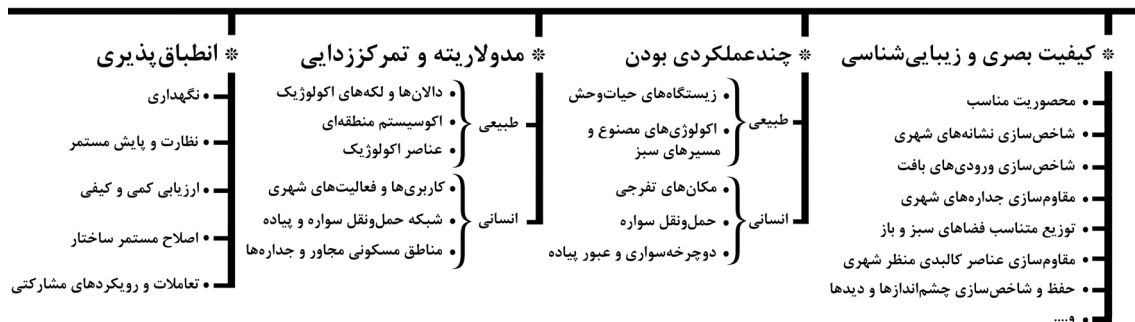 * کیفیت بصری و زیبایی‌شناسی
• محصوریت مناسب
• شاخص‌سازی نشانه‌های شهری
• شاخص‌سازی ورودی‌های بافت
• مقاوم‌سازی جداره‌های شهری
• توزیع متناسب فضاهای سبز و باز
• مقاوم‌سازی عناصر کالبدی منظر شهری
• حفظ و شاخص‌سازی چشم‌اندازها و دیدها
• و....
* چندعملکردی بودن
طبیعی
• زیستگاه‌های حیات‌وحش
• اکولوژی‌های مصنوع و
مسیرهای سبز
انسانی
• مکان‌های تفرجی
• حمل‌ونقل سواره
• دوچرخه‌سواری و عبور پیاده
* مدولاریته و تمرکززدایی
طبیعی
• دالان‌ها و لکه‌های اکولوژیک
• اکوسیستم منطقه‌ای
• عناصر اکولوژیک
انسانی
• کاربری‌ها و فعالیت‌های شهری
• شبکه حمل‌ونقل سواره و پیاده
• مناطق مسکونی مجاور و جداره‌ها
* انطباق‌پذیری
• نگهداری
• نظارت و پایش مستمر
• ارزیابی کمی و کیفی
• اصلاح مستمر ساختار
• تعاملات و رویکردهای مشارکتی